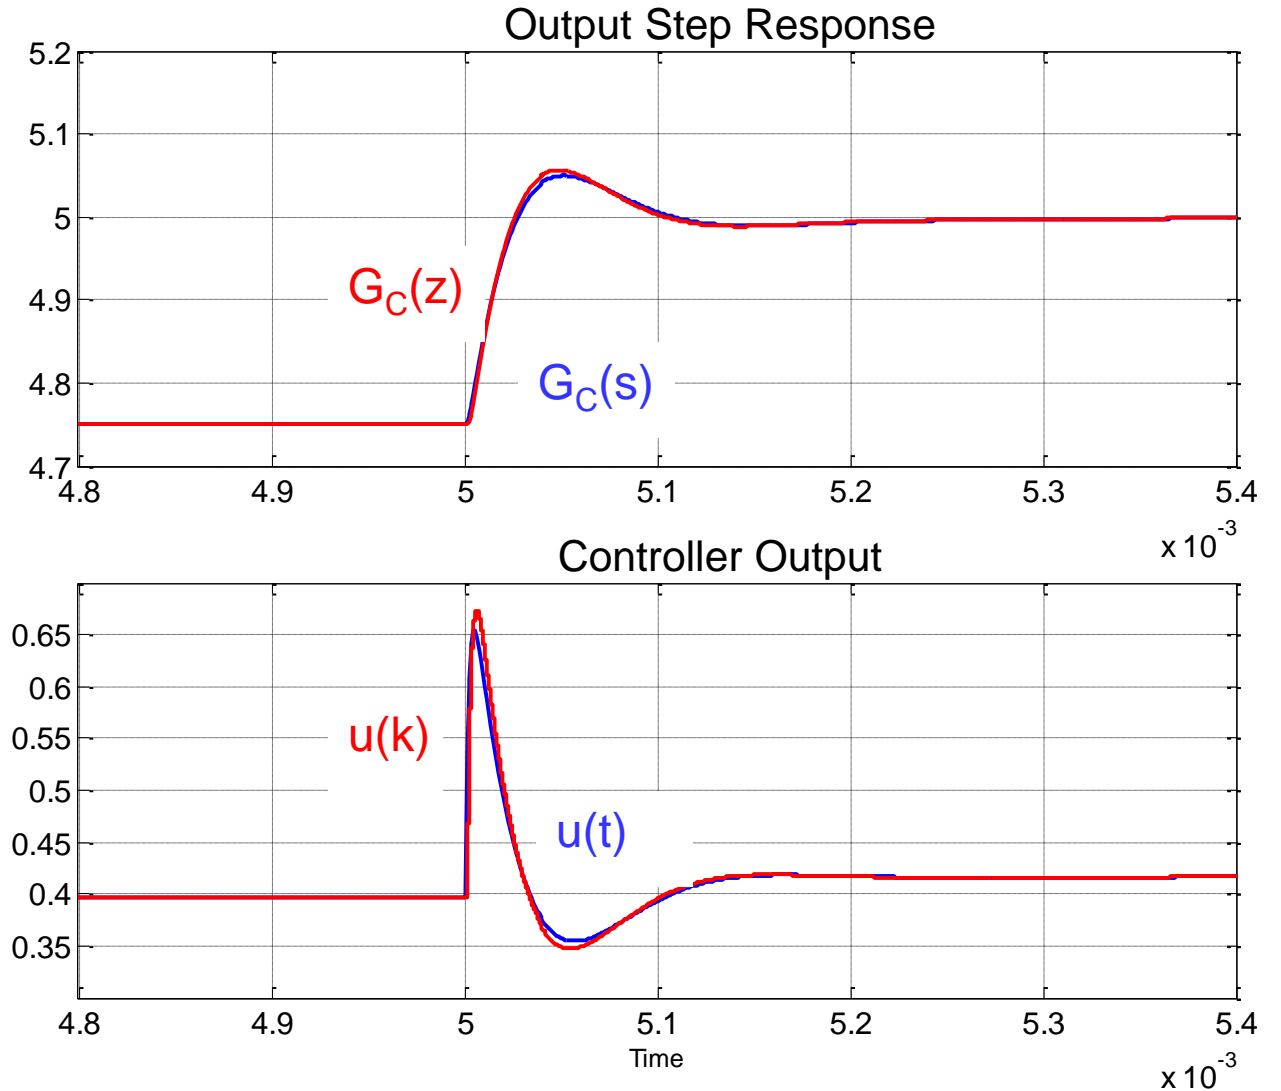 Output Step Response
5.2
5.1
5
4.9
4.8
4.7
G_C(z)
G_C(s)
4.8 4.9 5 5.1 5.2 5.3 5.4
x 10^-3
Controller Output
0.65
0.6
0.55
0.5
0.45
0.4
0.35
u(k)
u(t)
4.8 4.9 5 5.1 5.2 5.3 5.4
Time
x 10^-3